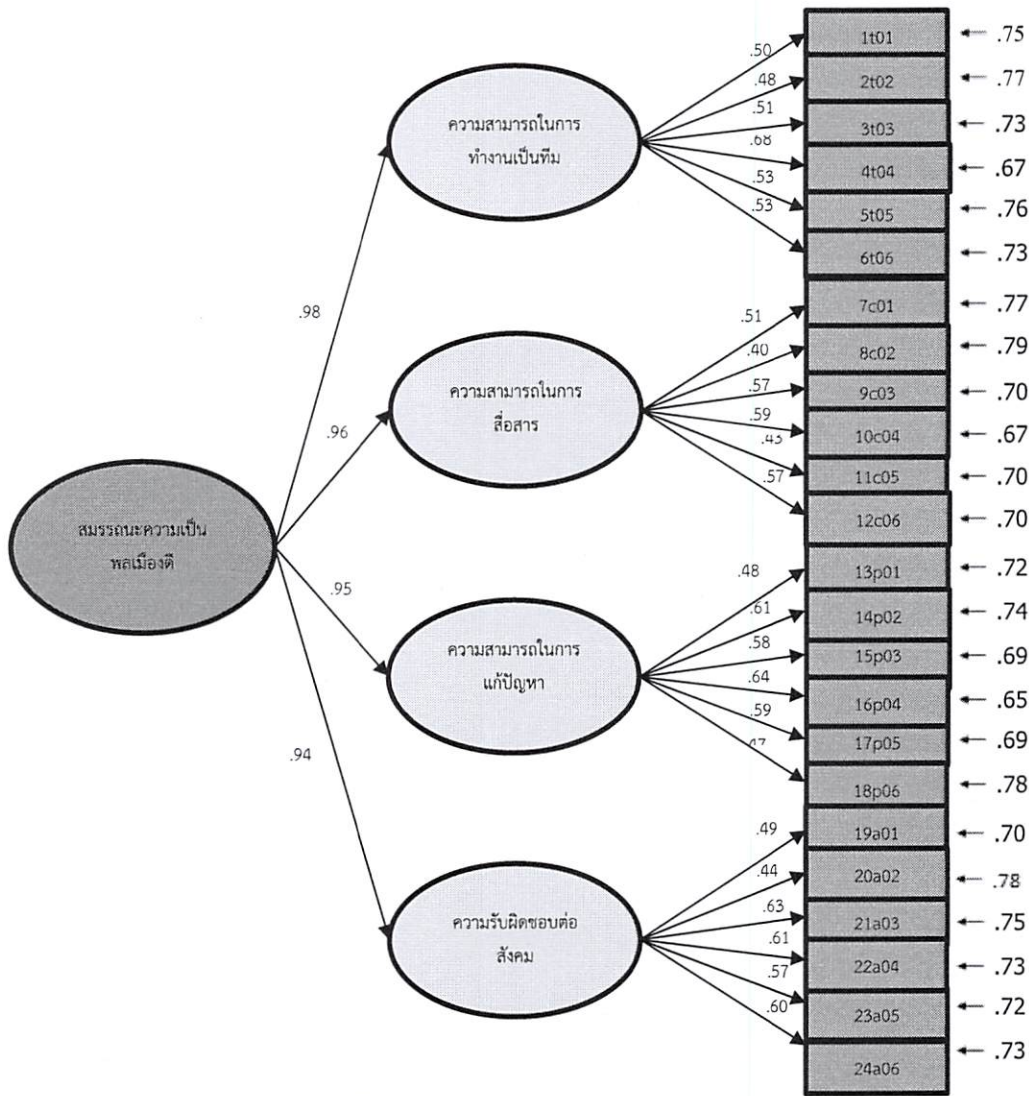 ความสามารถในการ
ทำงานเป็นทีม
ความสามารถในการ
สื่อสาร
สมรรถนะความเป็น
พลเมืองดี
ความสามารถในการ
แก้ปัญหา
ความรับผิดชอบต่อ
สังคม
.98
.96
.95
.94
.50
.48
.51
.68
.53
.53
.51
.40
.57
.59
.43
.57
.48
.61
.58
.64
.59
.47
.49
.44
.63
.61
.57
.60
1t01 .75
2t02 .77
3t03 .73
4t04 .67
5t05 .76
6t06 .73
7c01 .77
8c02 .79
9c03 .70
10c04 .67
11c05 .70
12c06 .70
13p01 .72
14p02 .74
15p03 .69
16p04 .65
17p05 .69
18p06 .78
19a01 .70
20a02 .78
21a03 .75
22a04 .73
23a05 .72
24a06 .73